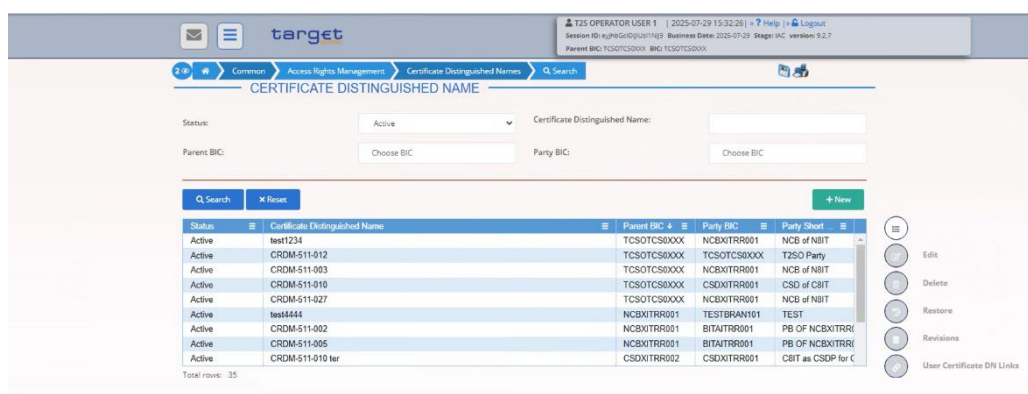 T2S OPERATOR USER 1 | 2025-07-29 15:32:26| » ? Help |» Logout
Business Date: 2025-07-29 Stage: IAC version: 9.2.7
Parent BIC: TCSOTCS0XXX BIC: TCSOTCS0XXX
target
2 Common Access Rights Management Certificate Distinguished Names Search
CERTIFICATE DISTINGUISHED NAME
Status: Active Certificate Distinguished Name:
Parent BIC: Choose BIC Party BIC: Choose BIC
Search × Reset + New
Status Certificate Distinguished Name Parent BIC Party BIC Party Short ...
Active test1234 TCSOTCS0XXX NCBXITRR001 NCB of N8IT
Active CRDM-511-012 TCSOTCS0XXX TCSOTCS0XXX T2SO Party
Active CRDM-511-003 TCSOTCS0XXX NCBXITRR001 NCB of N8IT
Active CRDM-511-010 TCSOTCS0XXX CSDXITRR001 CSD of C8IT
Active CRDM-511-027 TCSOTCS0XXX NCBXITRR001 NCB of N8IT
Active test4444 NCBXITRR001 TESTBRAN101 TEST
Active CRDM-511-002 NCBXITRR001 BITAITRR001 PB OF NCBXITRR(
Active CRDM-511-005 NCBXITRR001 BITAITRR001 PB OF NCBXITRR(
Active CRDM-511-010 ter CSDXITRR002 CSDXITRR001 C8IT as CSDP for C
Total rows: 35
Edit
Delete
Restore
Revisions
User Certificate DN Links